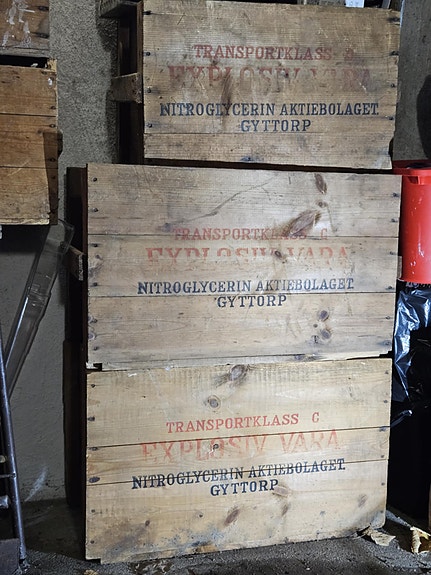 TRANSPORTKLASS C
EXPLOSIV VARA
NITROGLYCERIN AKTIEBOLAGET
GYTTORP
TRANSPORTKLASS C
EXPLOSIV VARA
NITROGLYCERIN AKTIEBOLAGET
GYTTORP
TRANSPORTKLASS C
EXPLOSIV VARA
NITROGLYCERIN AKTIEBOLAGET
GYTTORP